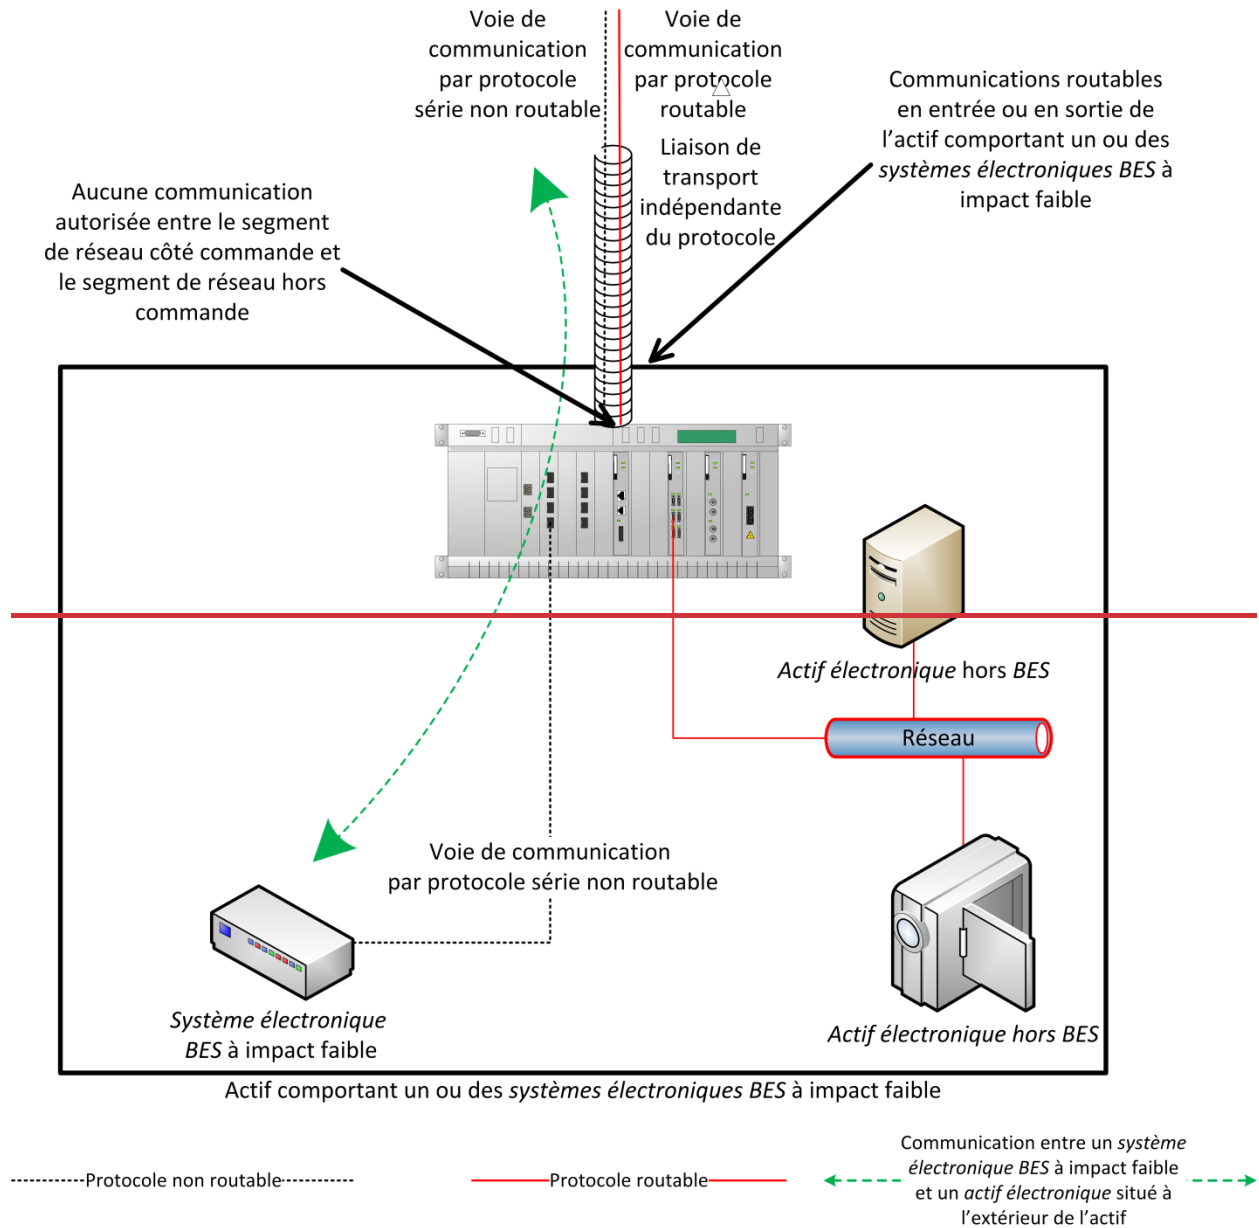 Voie de
communication
par protocole
série non routable
Voie de
communication
par protocole
routable
Liaison de
transport
indépendante
du protocole
Communications routables
en entrée ou en sortie de
l’actif comportant un ou des
systèmes électroniques BES à
impact faible
Aucune communication
autorisée entre le segment
de réseau côté commande et
le segment de réseau hors
commande
Actif électronique hors BES
Réseau
Voie de communication
par protocole série non routable
Système électronique
BES à impact faible
Actif électronique hors BES
Actif comportant un ou des systèmes électroniques BES à impact faible
Protocole non routable
Protocole routable
Communication entre un système
électronique BES à impact faible
et un actif électronique situé à
l’extérieur de l’actif